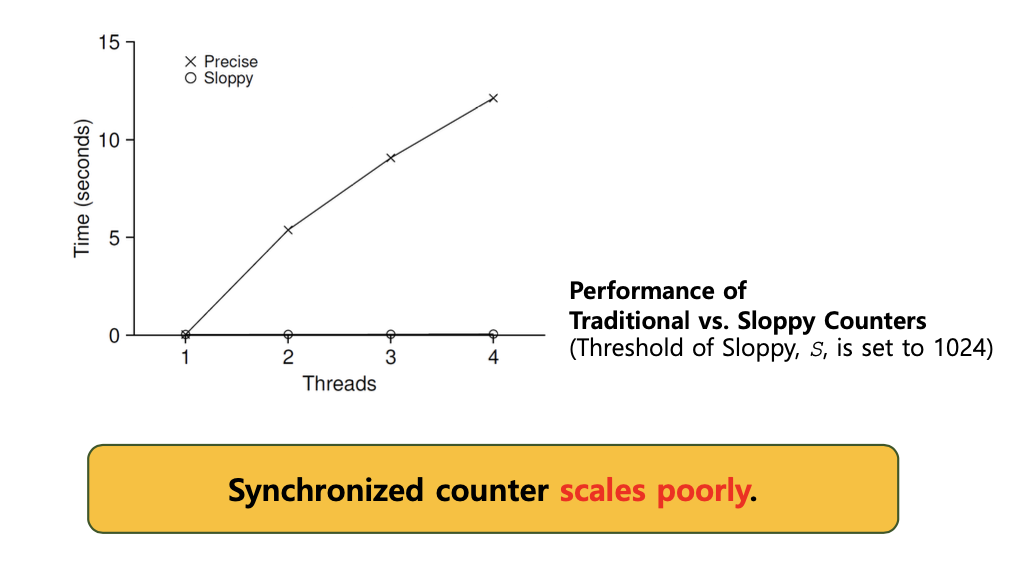 15
× Precise
○ Sloppy
10
5
0
Time (seconds)
1 2 3 4
Threads
Performance of
Traditional vs. Sloppy Counters
(Threshold of Sloppy, S, is set to 1024)
Synchronized counter scales poorly.